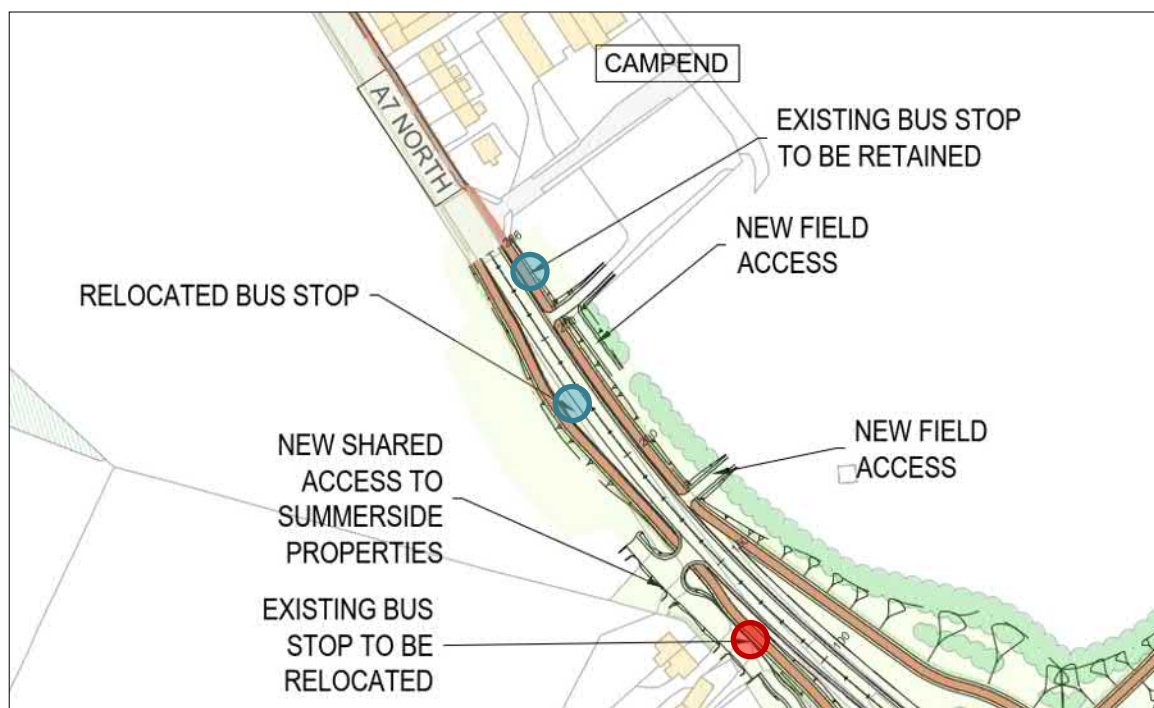 CAMPEND
A7 NORTH
EXISTING BUS STOP
TO BE RETAINED
NEW FIELD
ACCESS
RELOCATED BUS STOP
NEW SHARED
ACCESS TO
SUMMERSIDE
PROPERTIES
NEW FIELD
ACCESS
EXISTING BUS
STOP TO BE
RELOCATED